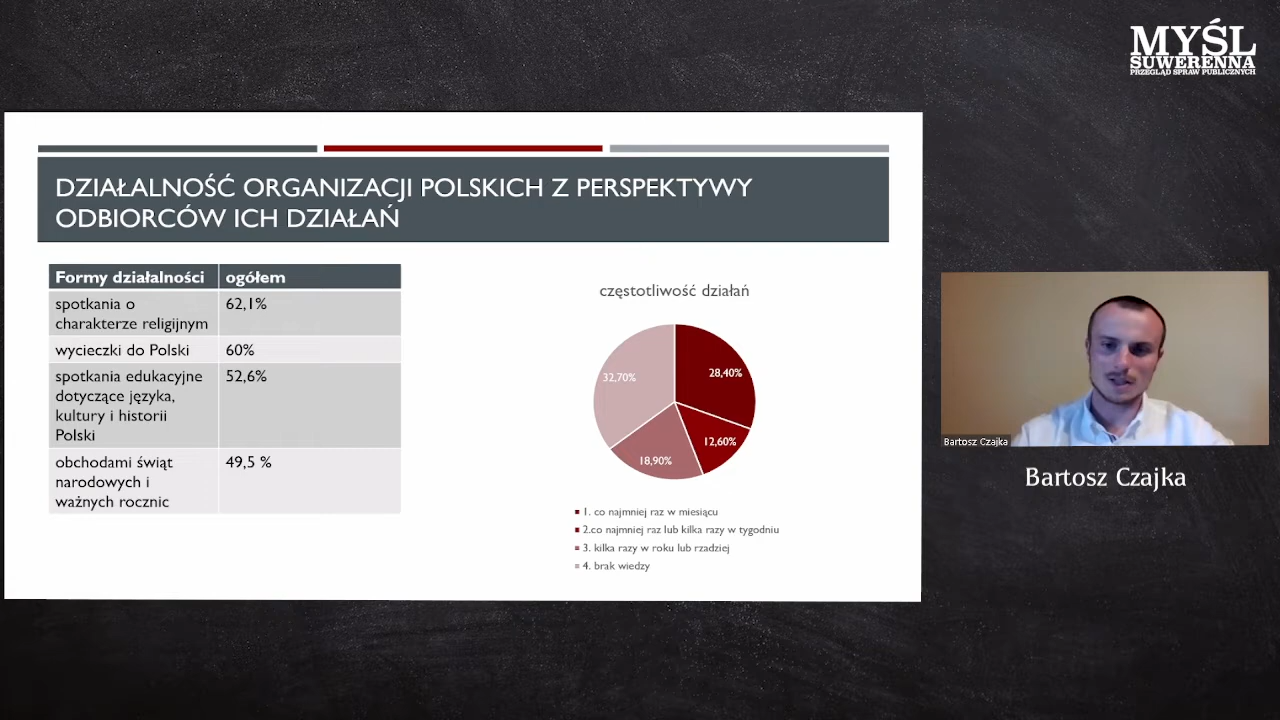 MYŚL
SUWERENNA
PRZEGLĄD SPRAW PUBLICZNYCH
DZIAŁALNOŚĆ ORGANIZACJI POLSKICH Z PERSPEKTYWY
ODBIORCÓW ICH DZIAŁAŃ
Formy działalności ogółem
spotkania o 62,1%
charakterze religijnym
wycieczki do Polski 60%
spotkania edukacyjne 52,6%
dotyczące języka,
kultury i historii
Polski
obchodami świąt 49,5 %
narodowych i
ważnych rocznic
częstotliwość działań
32,70%
28,40%
12,60%
18,90%
1. co najmniej raz w miesiącu
2.co najmniej raz lub kilka razy w tygodniu
3. kilka razy w roku lub rzadziej
4. brak wiedzy
Bartosz Czajka
Bartosz Czajka